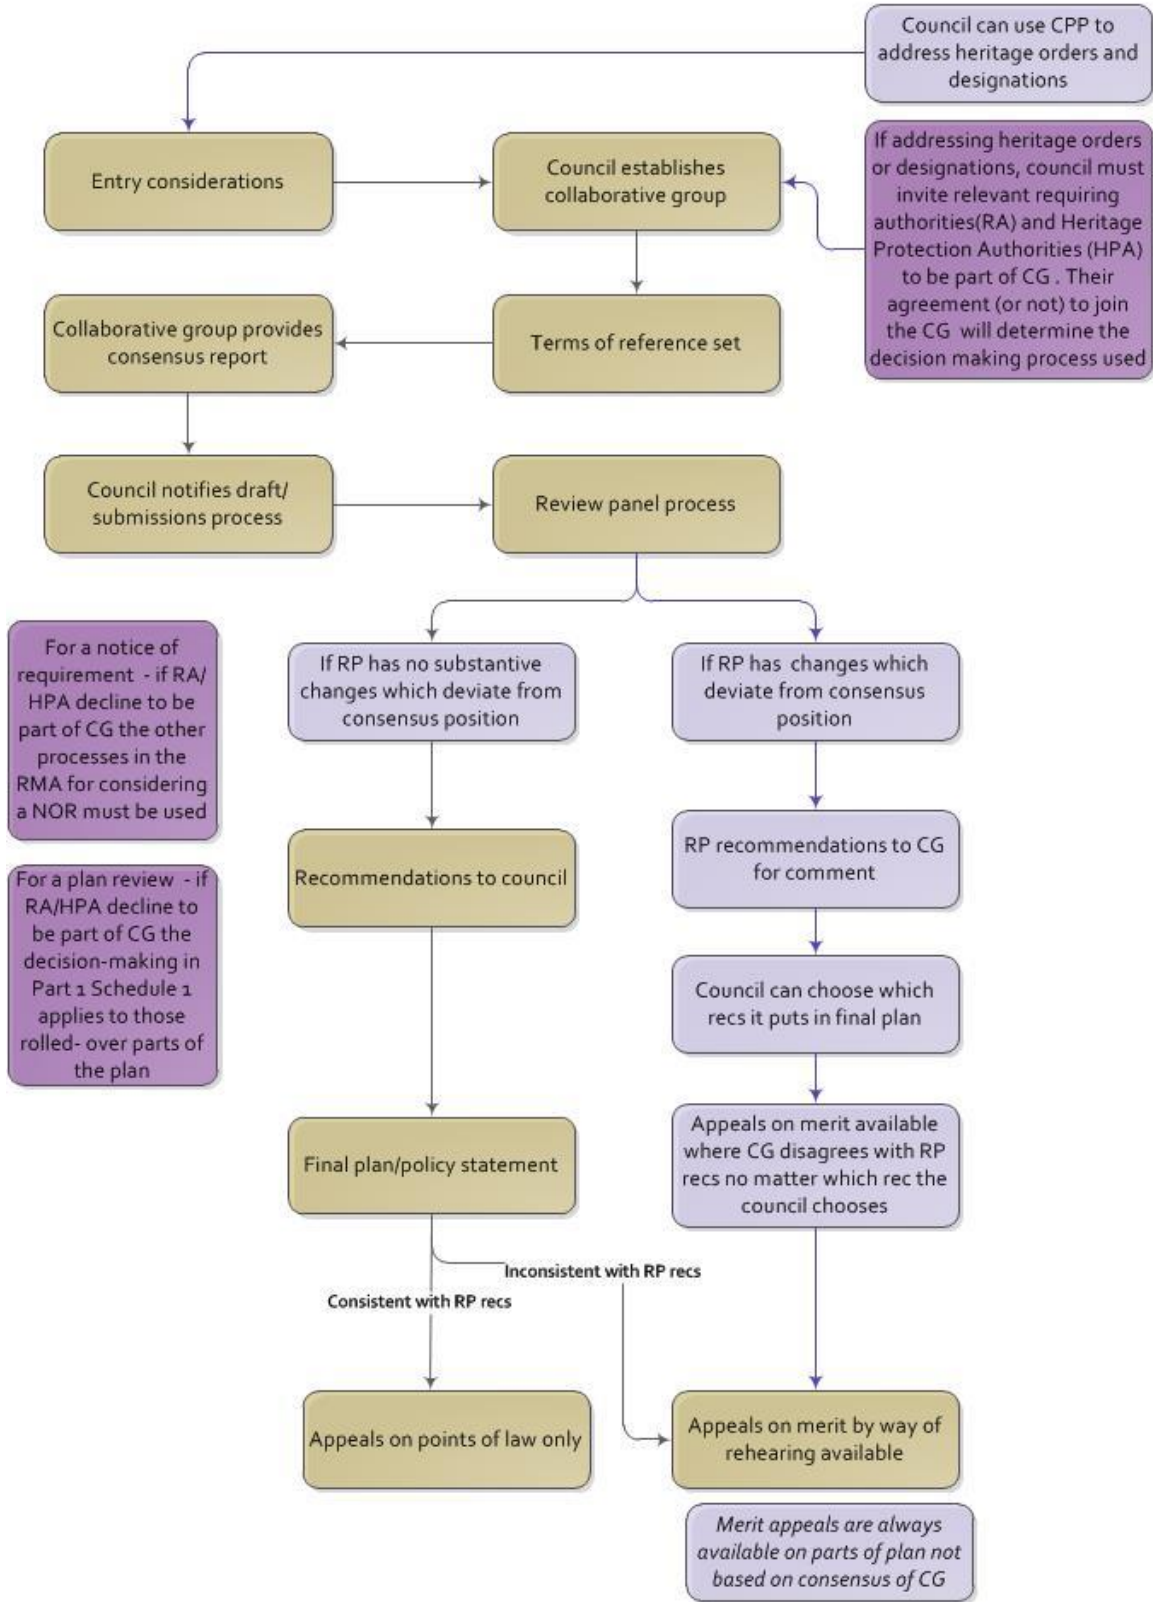 Council can use CPP to
address heritage orders and
designations
Entry considerations
Council establishes
collaborative group
If addressing heritage orders
or designations, council must
invite relevant requiring
authorities(RA) and Heritage
Protection Authorities (HPA)
to be part of CG . Their
agreement (or not) to join
the CG will determine the
decision making process used
Collaborative group provides
consensus report
Terms of reference set
Council notifies draft/
submissions process
Review panel process
For a notice of
requirement - if RA/
HPA decline to be
part of CG the other
processes in the
RMA for considering
a NOR must be used
If RP has no substantive
changes which deviate from
consensus position
If RP has changes which
deviate from consensus
position
RP recommendations to CG
for comment
Recommendations to council
For a plan review - if
RA/HPA decline to
be part of CG the
decision-making in
Part 1 Schedule 1
applies to those
rolled- over parts of
the plan
Council can choose which
recs it puts in final plan
Final plan/policy statement
Appeals on merit available
where CG disagrees with RP
recs no matter which rec the
council chooses
Inconsistent with RP recs
Consistent with RP recs
Appeals on points of law only
Appeals on merit by way of
rehearing available
Merit appeals are always
available on parts of plan not
based on consensus of CG